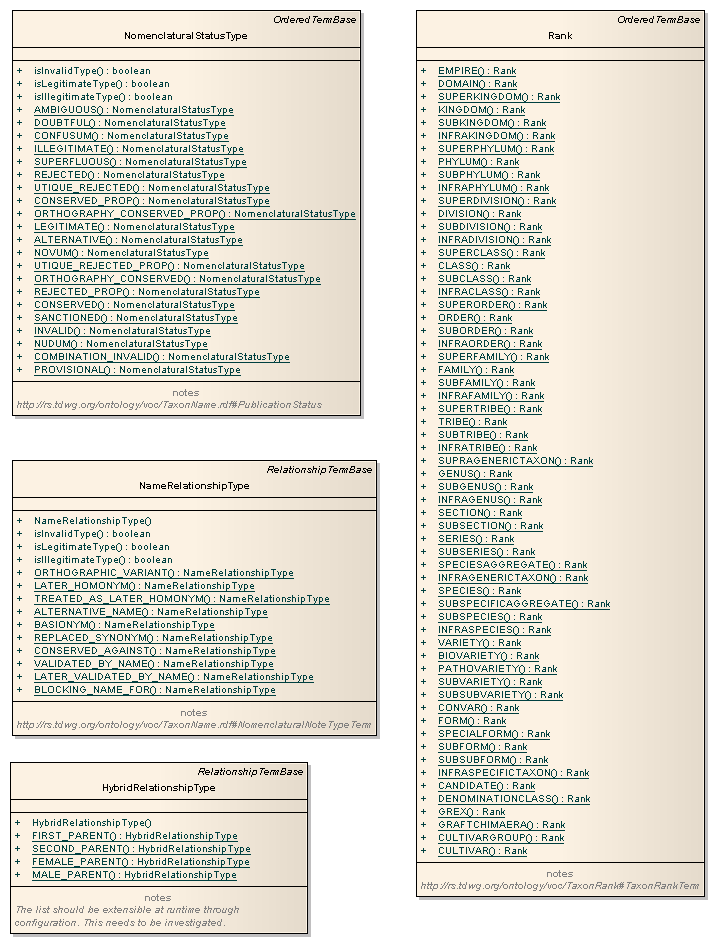 OrderedTermBase
NomenclaturalStatusType
+ isInvalidType() : boolean
+ isLegitimateType() : boolean
+ isIllegitimateType() : boolean
+ AMBIGUOUS() : NomenclaturalStatusType
+ DOUBTFUL() : NomenclaturalStatusType
+ CONFUSUM() : NomenclaturalStatusType
+ ILLEGITIMATE() : NomenclaturalStatusType
+ SUPERFLUOUS() : NomenclaturalStatusType
+ REJECTED() : NomenclaturalStatusType
+ UTIQUE_REJECTED() : NomenclaturalStatusType
+ CONSERVED_PROP() : NomenclaturalStatusType
+ ORTHOGRAPHY_CONSERVED_PROP() : NomenclaturalStatusType
+ LEGITIMATE() : NomenclaturalStatusType
+ ALTERNATIVE() : NomenclaturalStatusType
+ NOVUM() : NomenclaturalStatusType
+ UTIQUE_REJECTED_PROP() : NomenclaturalStatusType
+ ORTHOGRAPHY_CONSERVED() : NomenclaturalStatusType
+ REJECTED_PROP() : NomenclaturalStatusType
+ CONSERVED() : NomenclaturalStatusType
+ SANCTIONED() : NomenclaturalStatusType
+ INVALID() : NomenclaturalStatusType
+ NUDUM() : NomenclaturalStatusType
+ COMBINATION_INVALID() : NomenclaturalStatusType
+ PROVISIONAL() : NomenclaturalStatusType
notes
http://rs.tdwg.org/ontology/voc/TaxonName.rdf#PublicationStatus
RelationshipTermBase
NameRelationshipType
+ NameRelationshipType()
+ isInvalidType() : boolean
+ isLegitimateType() : boolean
+ isIllegitimateType() : boolean
+ ORTHOGRAPHIC_VARIANT() : NameRelationshipType
+ LATER_HOMONYM() : NameRelationshipType
+ TREATED_AS_LATER_HOMONYM() : NameRelationshipType
+ ALTERNATIVE_NAME() : NameRelationshipType
+ BASIONYM() : NameRelationshipType
+ REPLACED_SYNONYM() : NameRelationshipType
+ CONSERVED_AGAINST() : NameRelationshipType
+ VALIDATED_BY_NAME() : NameRelationshipType
+ LATER_VALIDATED_BY_NAME() : NameRelationshipType
+ BLOCKING_NAME_FOR() : NameRelationshipType
notes
http://rs.tdwg.org/ontology/voc/TaxonName.rdf#NomenclaturalNoteTypeTerm
RelationshipTermBase
HybridRelationshipType
+ HybridRelationshipType()
+ FIRST_PARENT() : HybridRelationshipType
+ SECOND_PARENT() : HybridRelationshipType
+ FEMALE_PARENT() : HybridRelationshipType
+ MALE_PARENT() : HybridRelationshipType
notes
The list should be extensible at runtime through
configuration. This needs to be investigated.
OrderedTermBase
Rank
+ EMPIRE() : Rank
+ DOMAIN() : Rank
+ SUPERKINGDOM() : Rank
+ KINGDOM() : Rank
+ SUBKINGDOM() : Rank
+ INFRAKINGDOM() : Rank
+ SUPERPHYLUM() : Rank
+ PHYLUM() : Rank
+ SUBPHYLUM() : Rank
+ INFRAPHYLUM() : Rank
+ SUPERDIVISION() : Rank
+ DIVISION() : Rank
+ SUBDIVISION() : Rank
+ INFRADIVISION() : Rank
+ SUPERCLASS() : Rank
+ CLASS() : Rank
+ SUBCLASS() : Rank
+ INFRACLASS() : Rank
+ SUPERORDER() : Rank
+ ORDER() : Rank
+ SUBORDER() : Rank
+ INFRAORDER() : Rank
+ SUPERFAMILY() : Rank
+ FAMILY() : Rank
+ SUBFAMILY() : Rank
+ INFRAFAMILY() : Rank
+ SUPERTRIBE() : Rank
+ TRIBE() : Rank
+ SUBTRIBE() : Rank
+ INFRATRIBE() : Rank
+ SUPRAGENERICTAXON() : Rank
+ GENUS() : Rank
+ SUBGENUS() : Rank
+ INFRAGENUS() : Rank
+ SECTION() : Rank
+ SUBSECTION() : Rank
+ SERIES() : Rank
+ SUBSERIES() : Rank
+ SPECIESAGGREGATE() : Rank
+ INFRAGENERICTAXON() : Rank
+ SPECIES() : Rank
+ SUBSPECIFICAGGREGATE() : Rank
+ SUBSPECIES() : Rank
+ INFRASPECIES() : Rank
+ VARIETY() : Rank
+ BIOVARIETY() : Rank
+ PATHOVARIETY() : Rank
+ SUBVARIETY() : Rank
+ SUBSUBVARIETY() : Rank
+ CONVAR() : Rank
+ FORM() : Rank
+ SPECIALFORM() : Rank
+ SUBFORM() : Rank
+ SUBSUBFORM() : Rank
+ INFRASPECIFICTAXON() : Rank
+ CANDIDATE() : Rank
+ DENOMINATIONCLASS() : Rank
+ GREX() : Rank
+ GRAFTCHIMAERA() : Rank
+ CULTIVARGROUP() : Rank
+ CULTIVAR() : Rank
notes
http://rs.tdwg.org/ontology/voc/TaxonRank#TaxonRankTerm